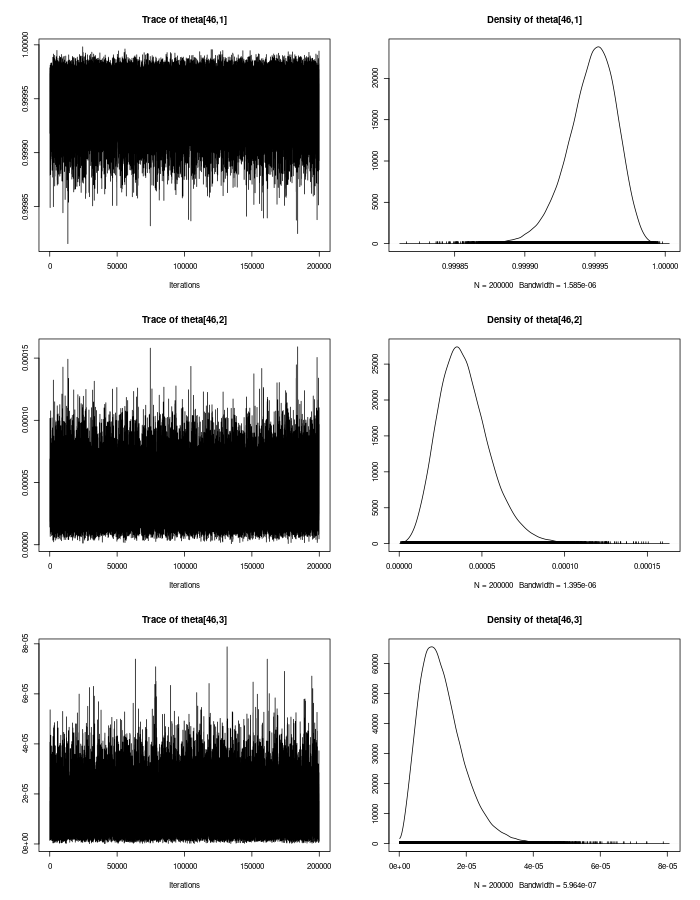 Trace of theta[46,1]
1.00000
0.99995
0.99990
0.99985
0 50000 100000 150000 200000
Iterations
Density of theta[46,1]
20000
15000
10000
5000
0
0.99985 0.99990 0.99995 1.00000
N = 200000 Bandwidth = 1.585e-06
Trace of theta[46,2]
0.00015
0.00010
0.00005
0.00000
0 50000 100000 150000 200000
Iterations
Density of theta[46,2]
25000
20000
15000
10000
5000
0
0.00000 0.00005 0.00010 0.00015
N = 200000 Bandwidth = 1.395e-06
Trace of theta[46,3]
8e-05
6e-05
4e-05
2e-05
0e+00
0 50000 100000 150000 200000
Iterations
Density of theta[46,3]
60000
50000
40000
30000
20000
10000
0
0e+00 2e-05 4e-05 6e-05 8e-05
N = 200000 Bandwidth = 5.964e-07